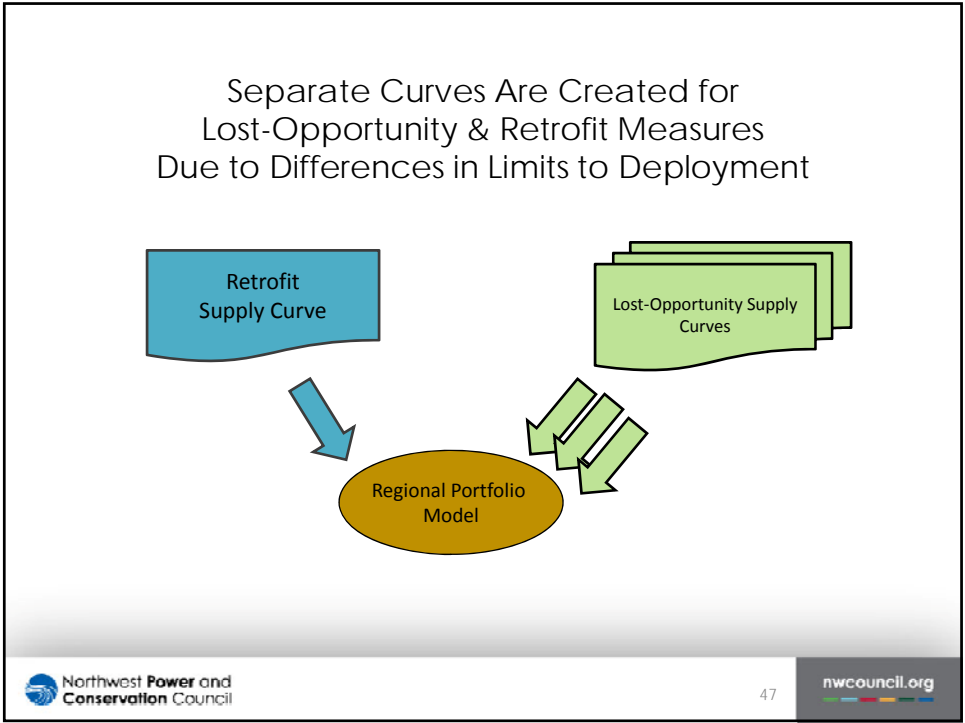 Separate Curves Are Created for
Lost-Opportunity & Retrofit Measures
Due to Differences in Limits to Deployment
Retrofit
Supply Curve
Lost-Opportunity Supply
Curves
Regional Portfolio
Model
Northwest Power and
Conservation Council
47
nwcouncil.org